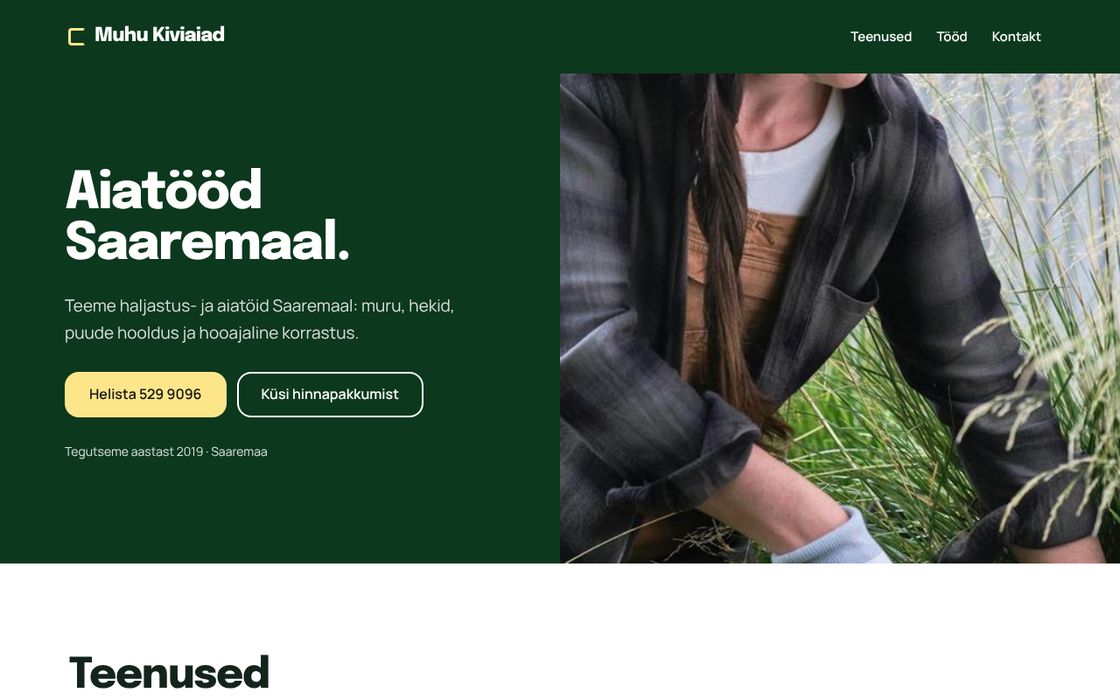 Muhu Kiviaiad
Teenused
Tööd
Kontakt
Aiatööd
Saaremaal.
Teeme haljastus- ja aiatöid Saaremaal: muru, hekid,
puude hooldus ja hooajaline korrastus.
Helista 529 9096
Küsi hinnapakkumist
Tegutseme aastast 2019 · Saaremaa
Teenused